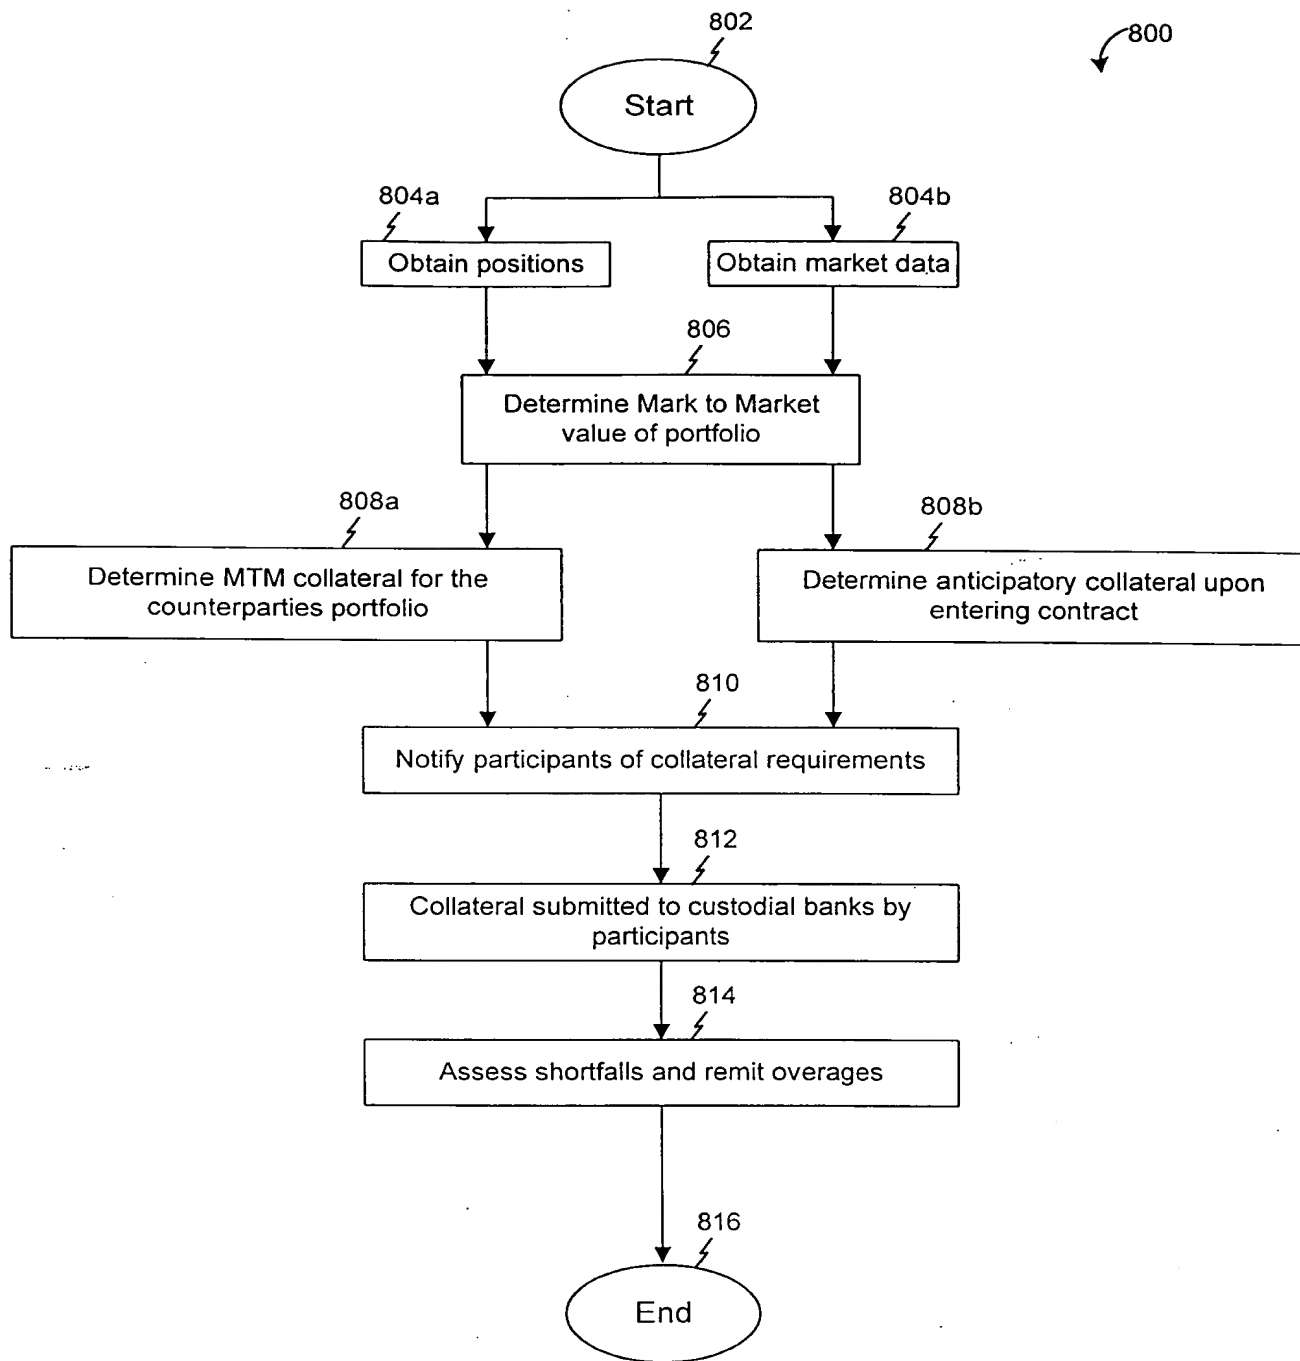 802
800
Start
804a
804b
Obtain positions
Obtain market data
806
Determine Mark to Market
value of portfolio
808a
808b
Determine MTM collateral for the
counterparties portfolio
Determine anticipatory collateral upon
entering contract
810
Notify participants of collateral requirements
812
Collateral submitted to custodial banks by
participants
814
Assess shortfalls and remit overages
816
End